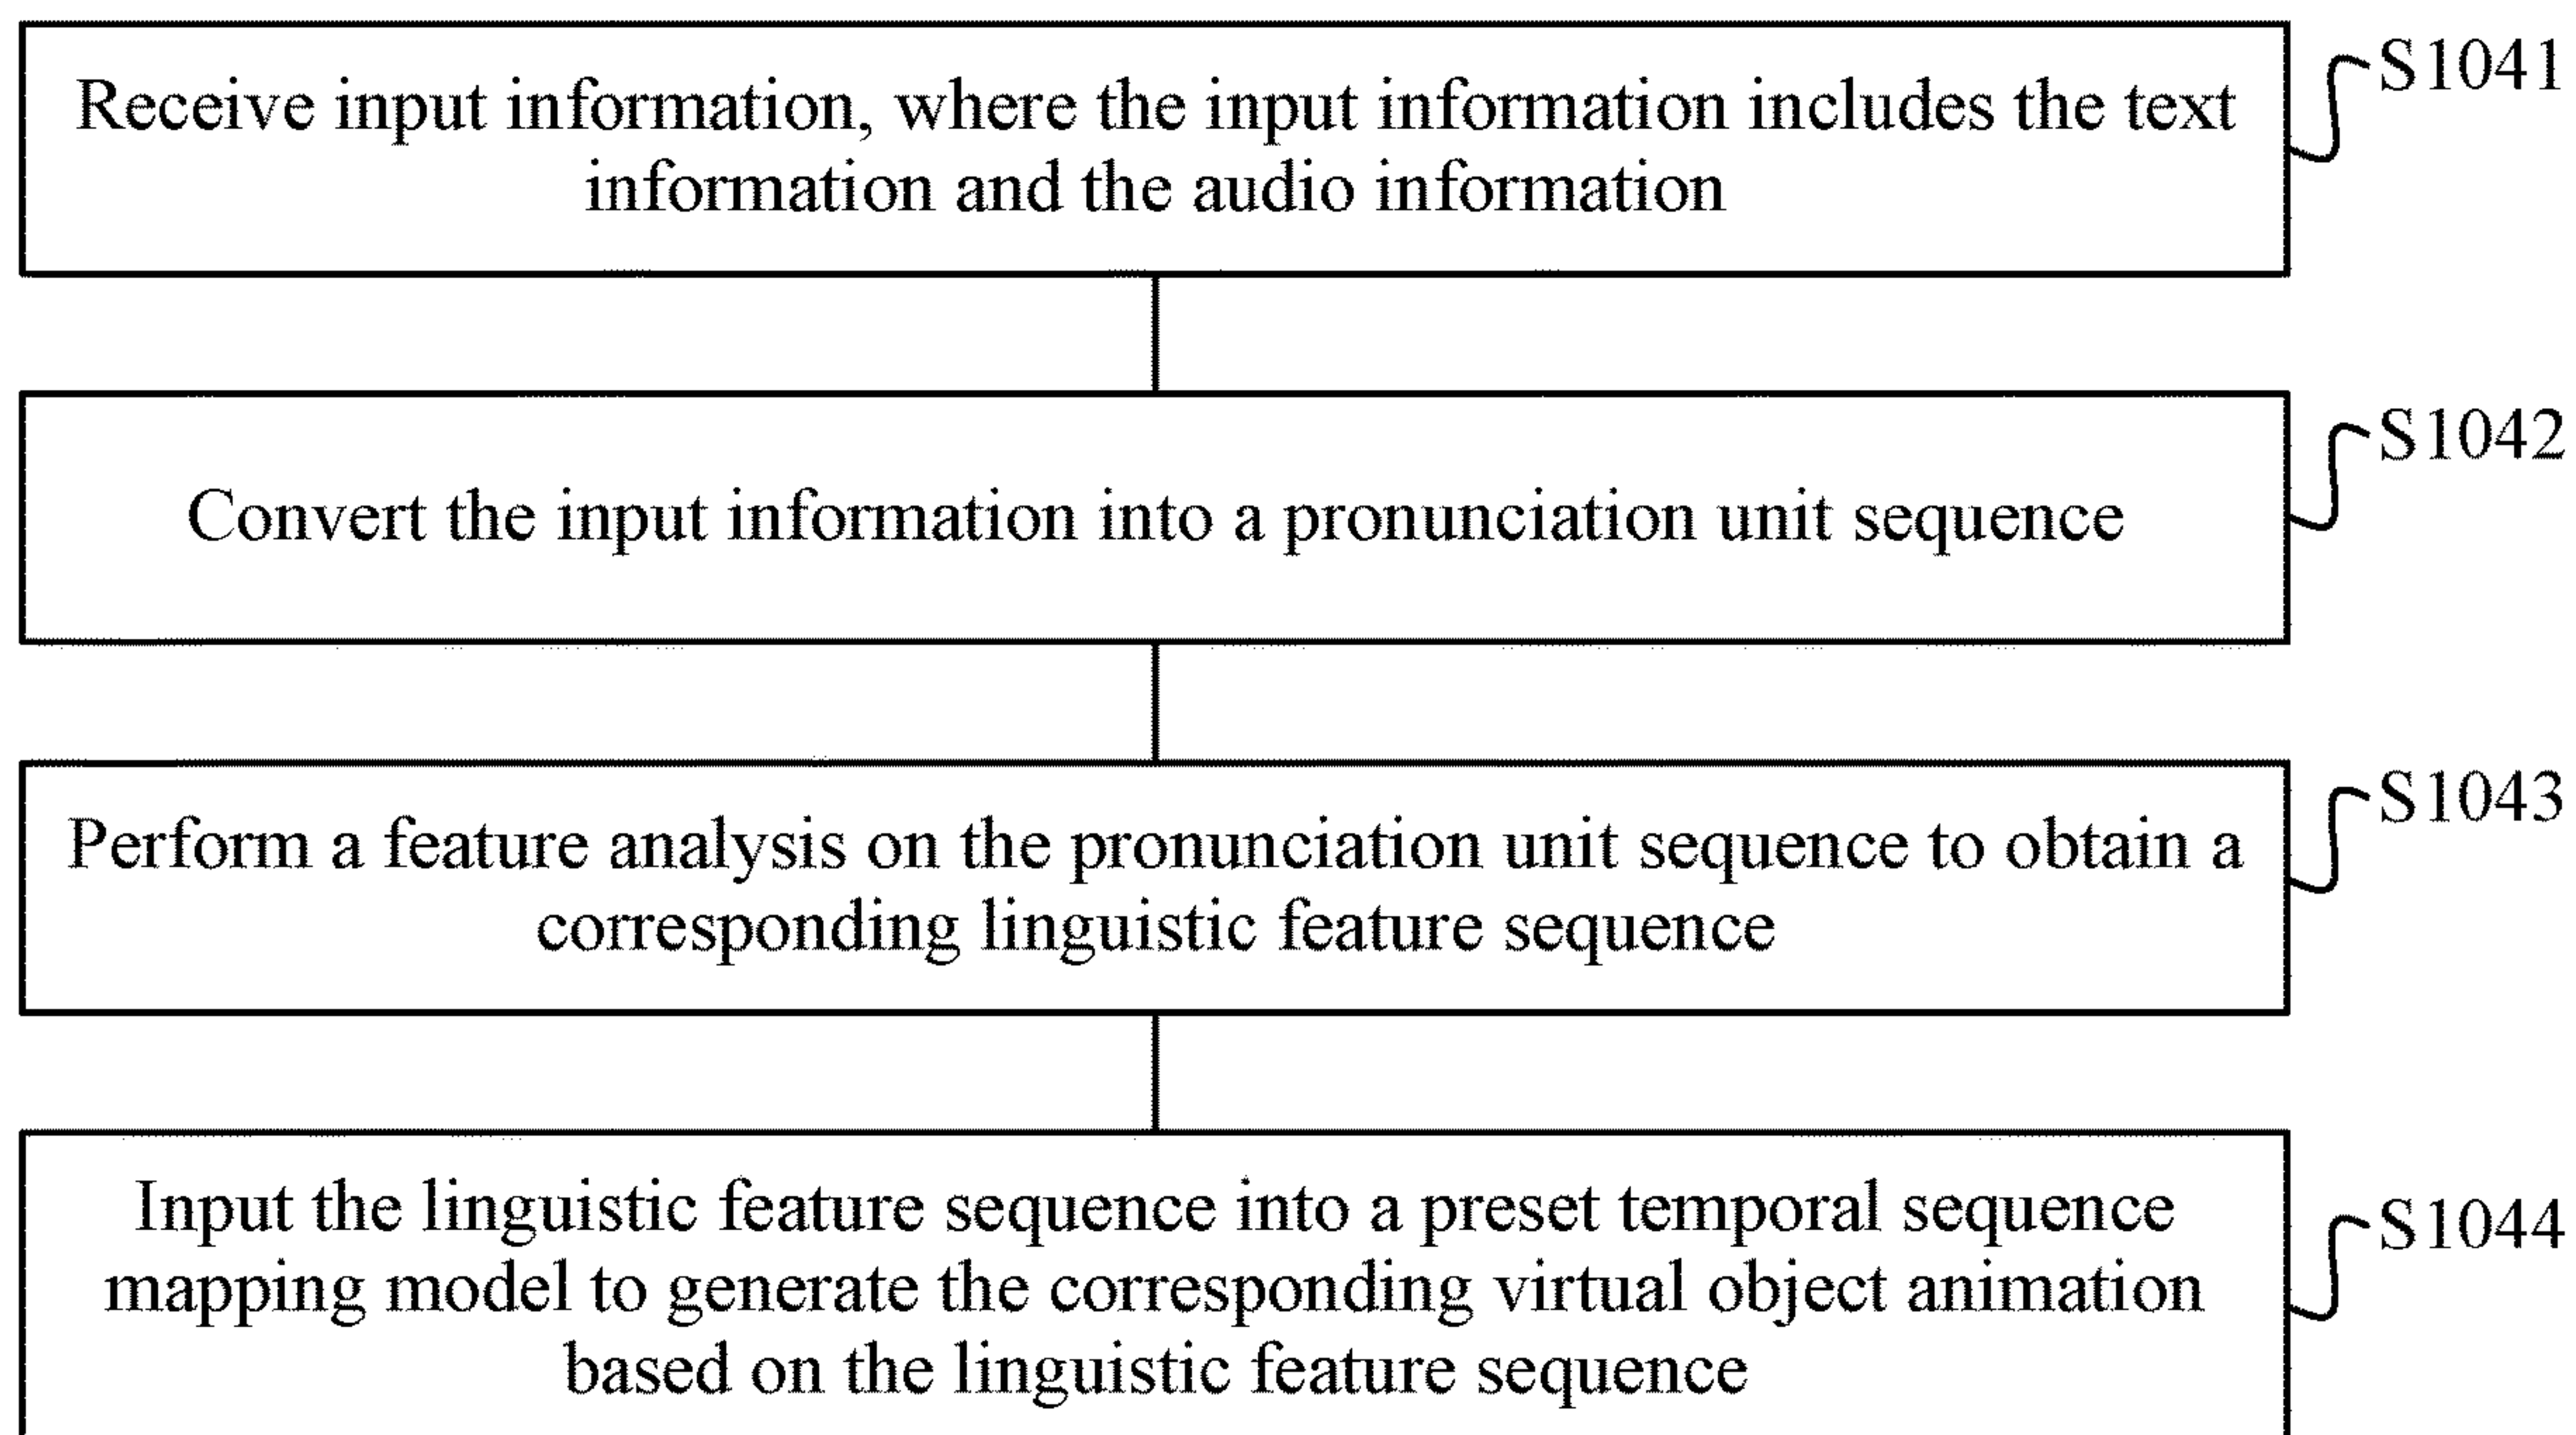 Receive input information, where the input information includes the text
information and the audio information
S1041
Convert the input information into a pronunciation unit sequence
S1042
Perform a feature analysis on the pronunciation unit sequence to obtain a
corresponding linguistic feature sequence
S1043
Input the linguistic feature sequence into a preset temporal sequence
mapping model to generate the corresponding virtual object animation
based on the linguistic feature sequence
S1044